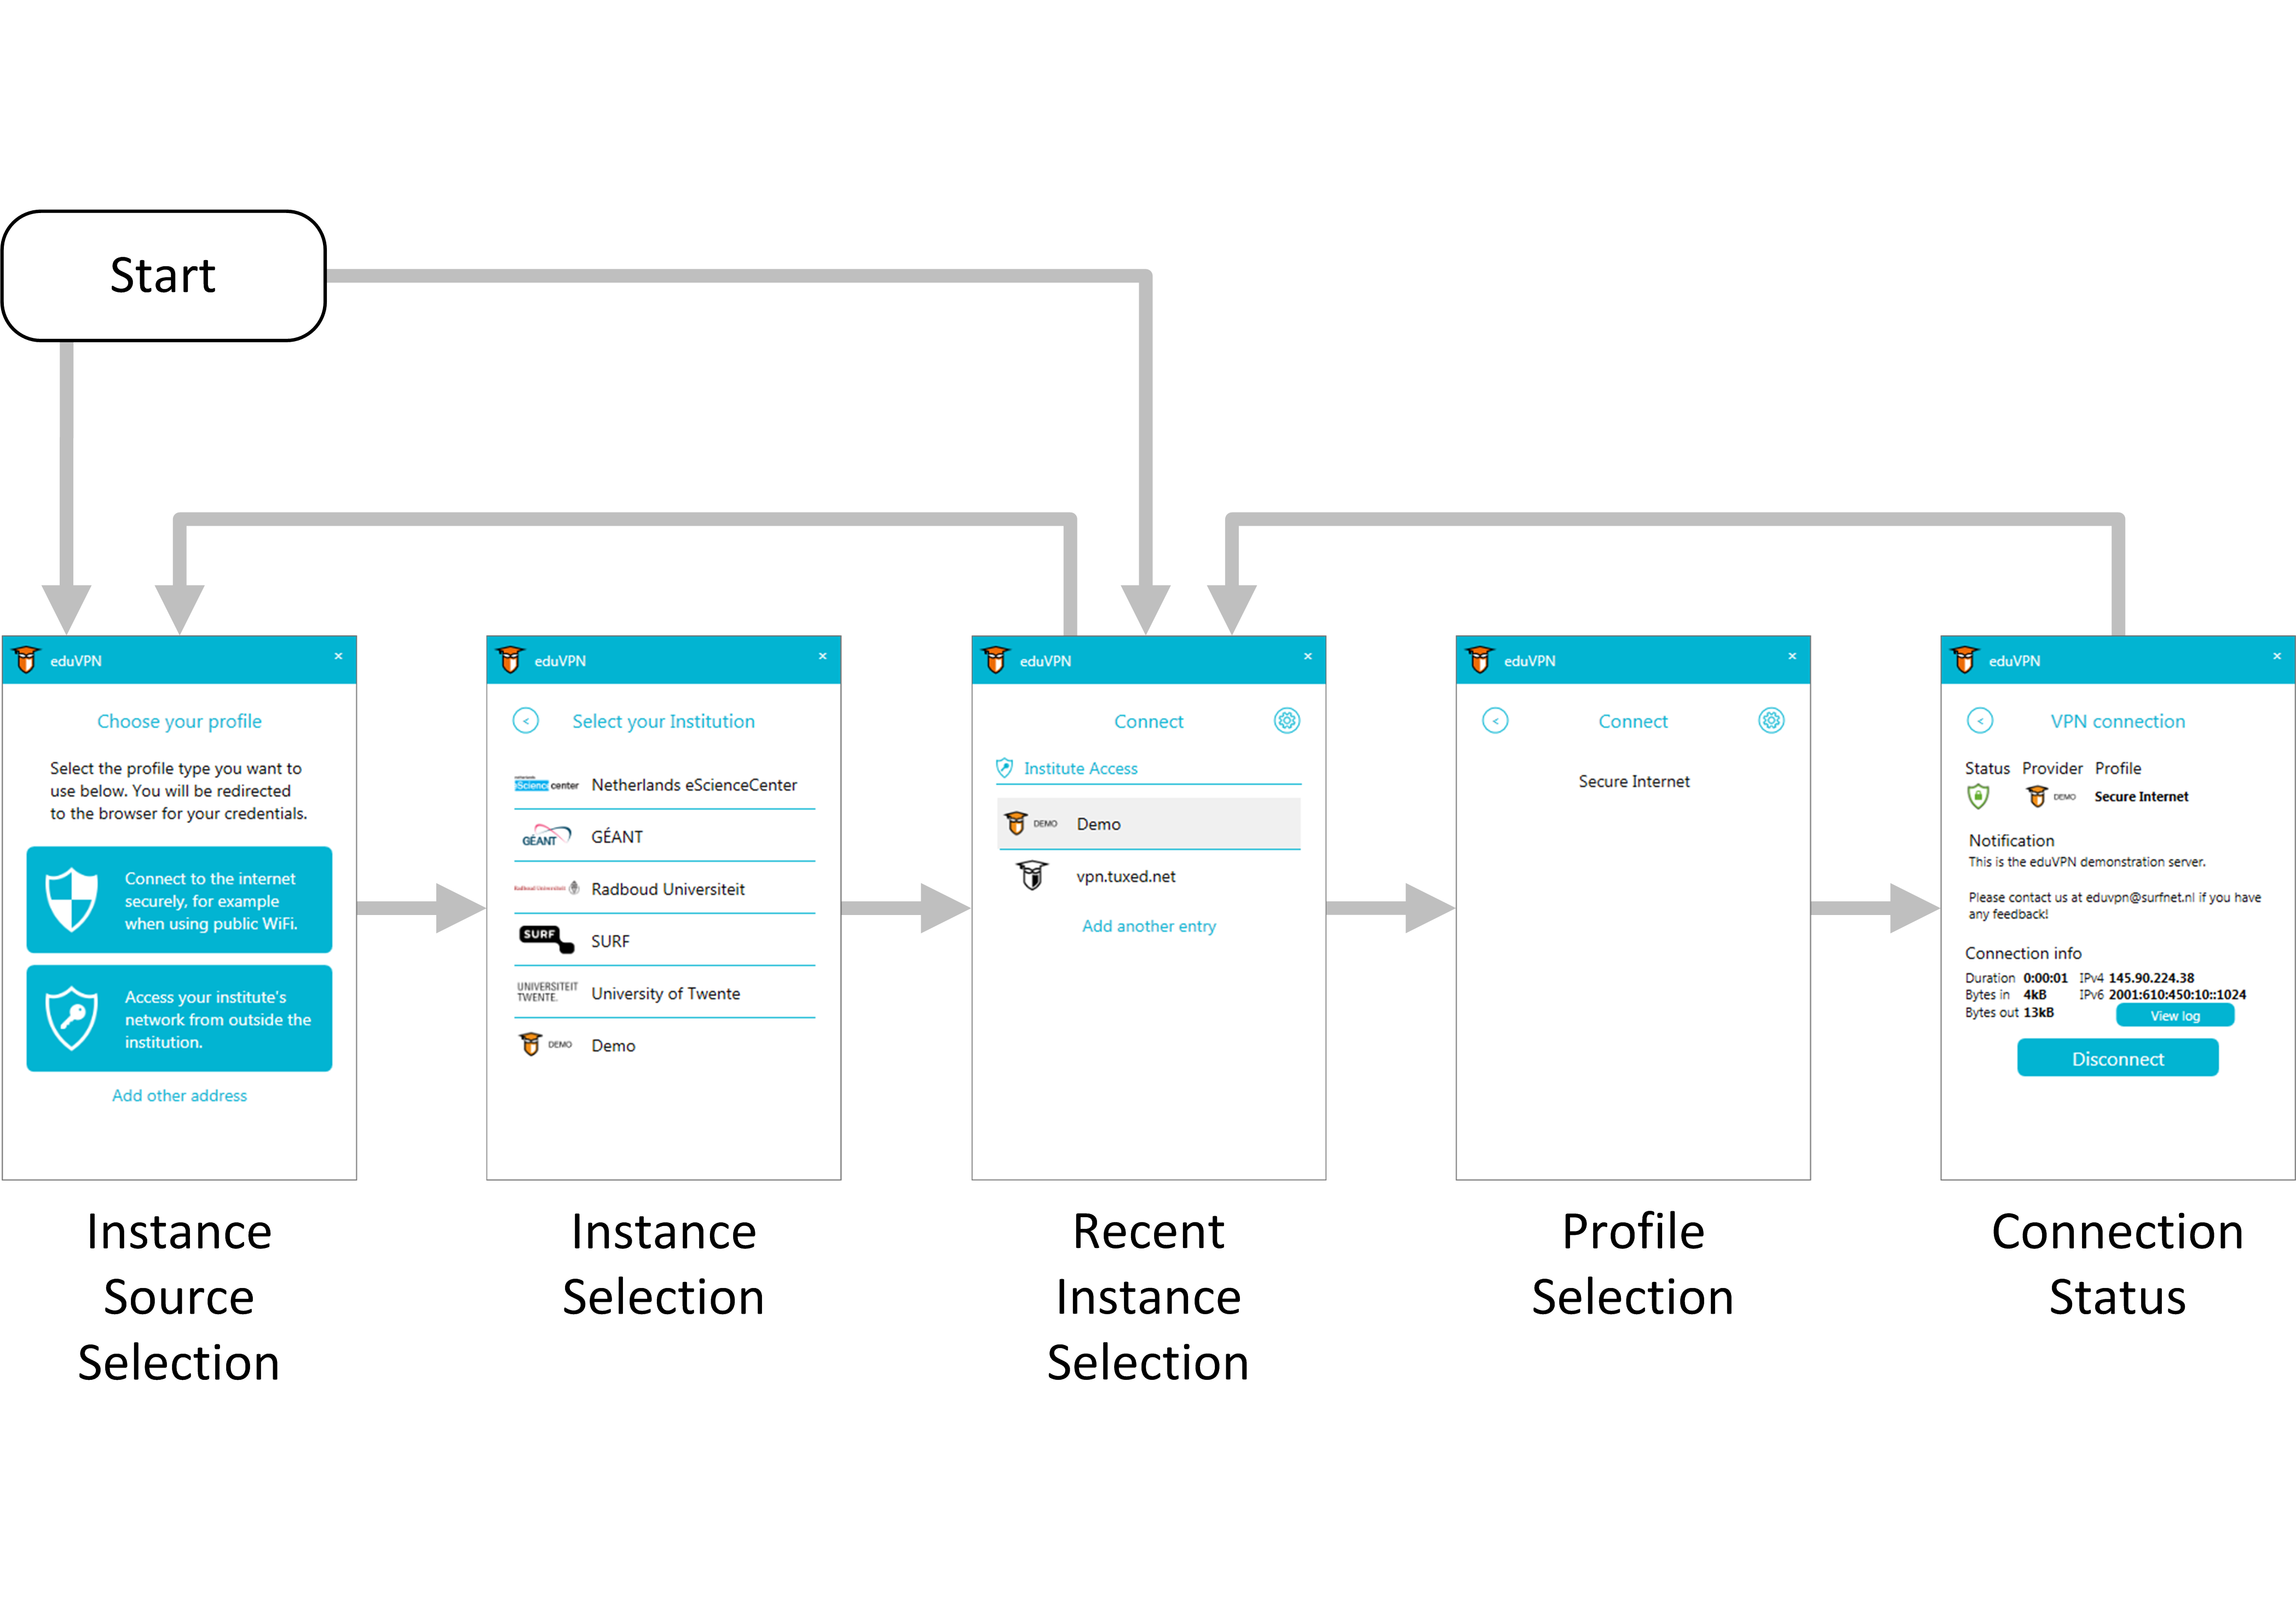 Start
eduVPN
×
Choose your profile
Select the profile type you want to
use below. You will be redirected
to the browser for your credentials.
Connect to the internet
securely, for example
when using public WiFi.
Access your institute's
network from outside the
institution.
Add other address
Instance
Source
Selection
eduVPN
×
<
Select your Institution
eScience center
Netherlands eScienceCenter
GÉANT
GÉANT
Radboud Universiteit
Radboud Universiteit
SURF
SURF
UNIVERSITEIT
TWENTE.
University of Twente
DEMO
Demo
Instance
Selection
eduVPN
×
Connect
Institute Access
DEMO
Demo
vpn.tuxed.net
Add another entry
Recent
Instance
Selection
eduVPN
×
<
Connect
Secure Internet
Profile
Selection
eduVPN
×
<
VPN connection
Status Provider Profile
DEMO Secure Internet
Notification
This is the eduVPN demonstration server.
Please contact us at eduvpn@surfnet.nl if you have
any feedback!
Connection info
Duration 0:00:01 IPv4 145.90.224.38
Bytes in 4kB IPv6 2001:610:450:10::1024
Bytes out 13kB
View log
Disconnect
Connection
Status